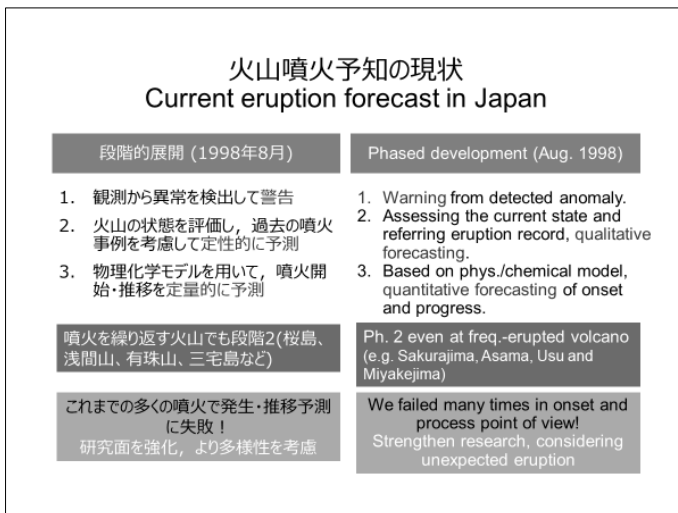 火山噴火予知の現状
Current eruption forecast in Japan
段階的展開 (1998年8月)
1. 観測から異常を検出して警告
2. 火山の状態を評価し，過去の噴火
事例を考慮して定性的に予測
3. 物理化学モデルを用いて，噴火開
始・推移を定量的に予測
噴火を繰り返す火山でも段階2(桜島、
浅間山、有珠山、三宅島など)
これまでの多くの噴火で発生・推移予測
に失敗！
研究面を強化，より多様性を考慮
Phased development (Aug. 1998)
1. Warning from detected anomaly.
2. Assessing the current state and
referring eruption record, qualitative
forecasting.
3. Based on phys./chemical model,
quantitative forecasting of onset
and progress.
Ph. 2 even at freq.-erupted volcano
(e.g. Sakurajima, Asama, Usu and
Miyakejima)
We failed many times in onset and
process point of view!
Strengthen research, considering
unexpected eruption